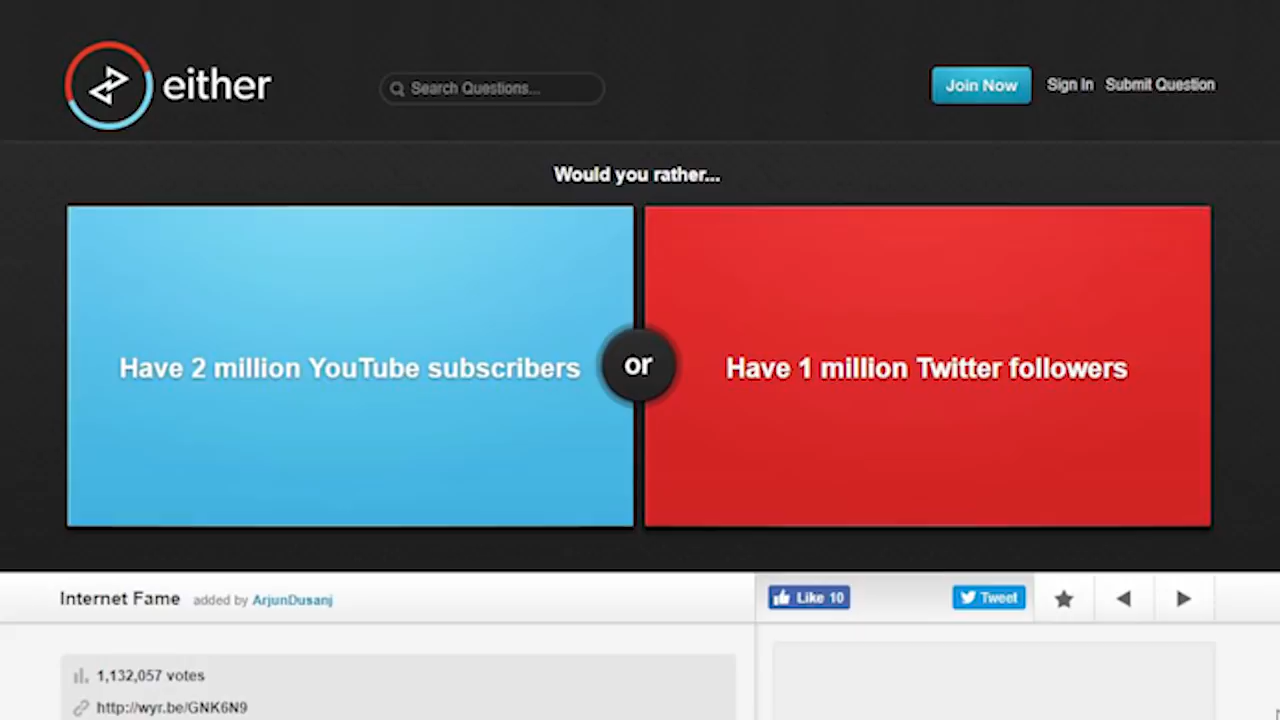 either
Search Questions...
Join Now
Sign In
Submit Question
Would you rather...
Have 2 million YouTube subscribers
or
Have 1 million Twitter followers
Internet Fame added by ArjunDusanj
Like 10
Tweet
1,132,057 votes
http://wyr.be/GNK6N9